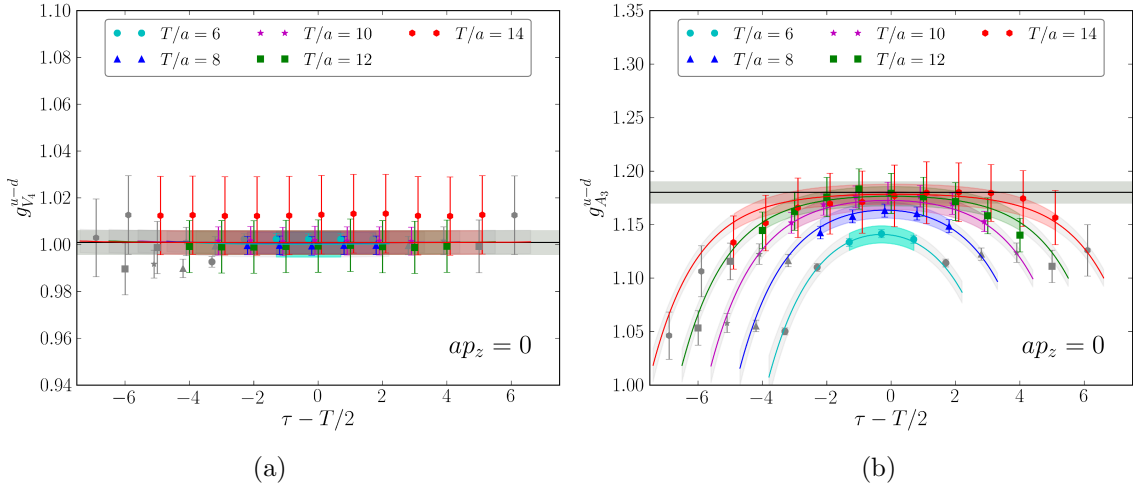 1.10
1.08
1.06
1.04
1.02
1.00
0.98
0.96
0.94
g_{V_4}^{u-d}
T/a = 6
T/a = 10
T/a = 14
T/a = 8
T/a = 12
ap_z = 0
−6 −4 −2 0 2 4 6
τ − T/2
(a)
1.35
1.30
1.25
1.20
1.15
1.10
1.05
1.00
g_{A_3}^{u-d}
T/a = 6
T/a = 10
T/a = 14
T/a = 8
T/a = 12
ap_z = 0
−6 −4 −2 0 2 4 6
τ − T/2
(b)